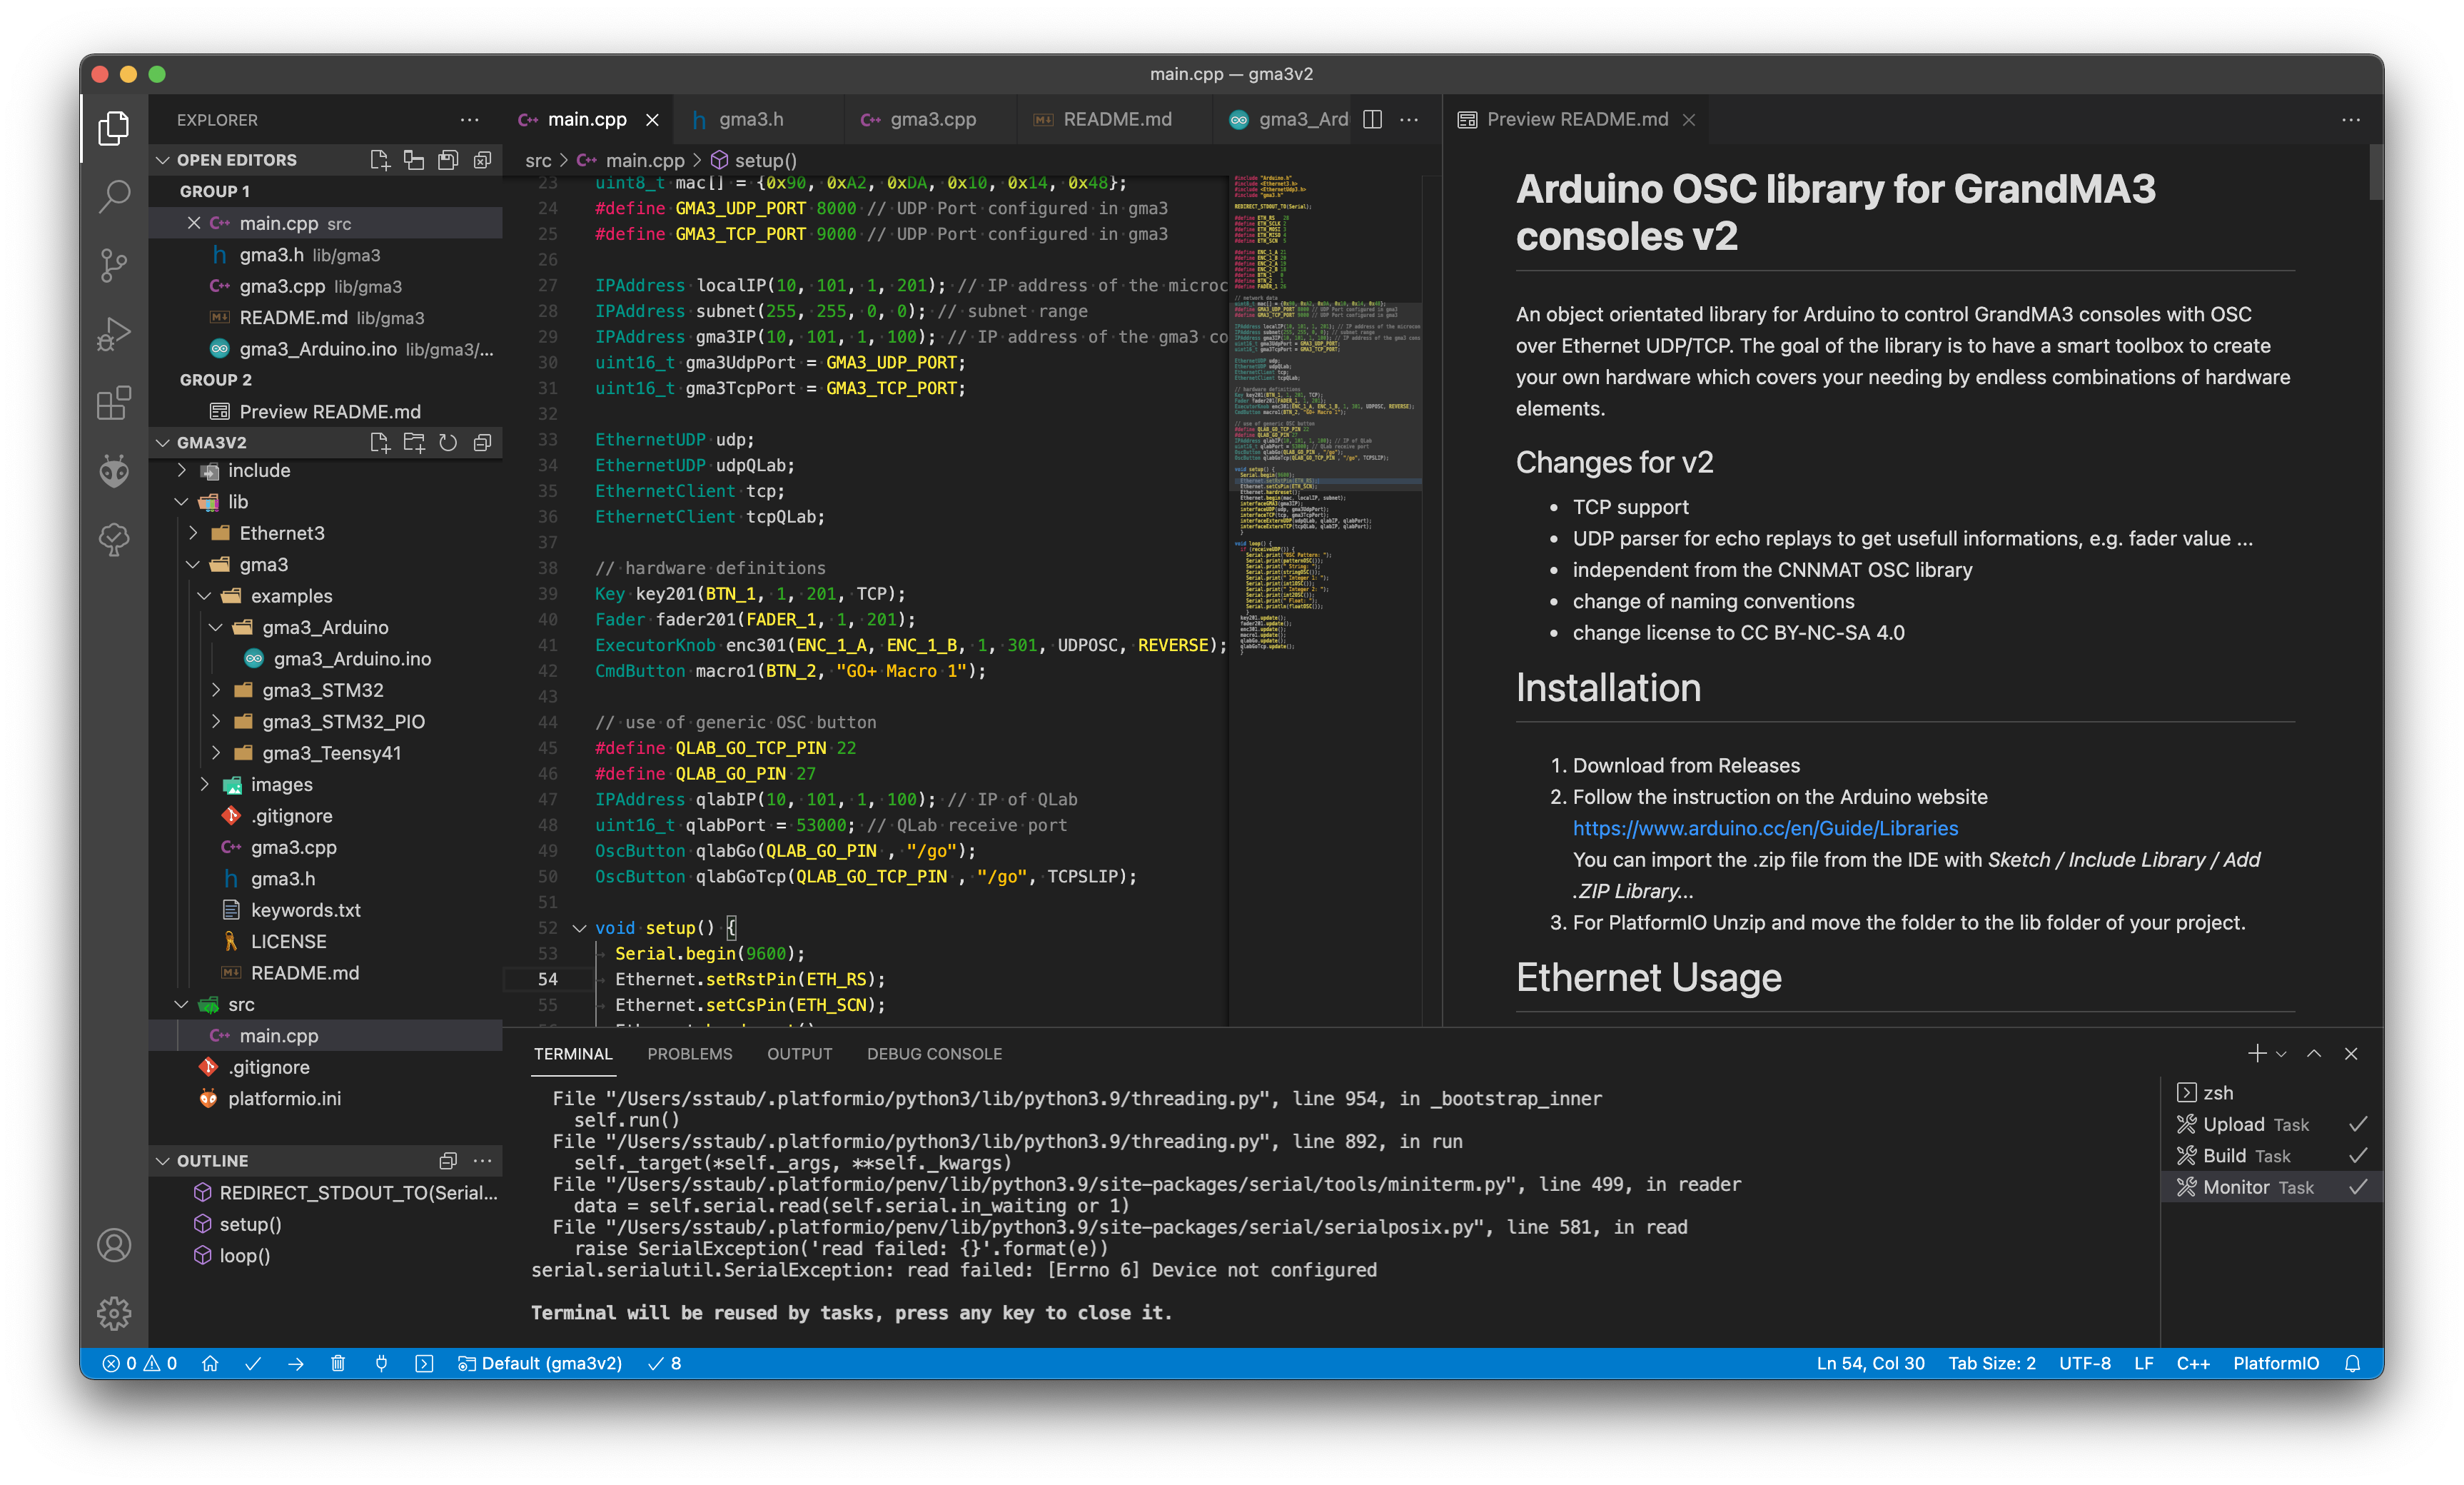 main.cpp — gma3v2
EXPLORER
OPEN EDITORS
GROUP 1
main.cpp src
gma3.h lib/gma3
gma3.cpp lib/gma3
README.md lib/gma3
gma3_Arduino.ino lib/gma3/...
GROUP 2
Preview README.md
GMA3V2
include
lib
Ethernet3
gma3
examples
gma3_Arduino
gma3_Arduino.ino
gma3_STM32
gma3_STM32_PIO
gma3_Teensy41
images
.gitignore
gma3.cpp
gma3.h
keywords.txt
LICENSE
README.md
src
main.cpp
.gitignore
platformio.ini
OUTLINE
REDIRECT_STDOUT_TO(Serial...
setup()
loop()
main.cpp
gma3.h
gma3.cpp
README.md
gma3_Ard
src > main.cpp > setup()
23 uint8_t mac[] = {0x90, 0xA2, 0xDA, 0x10, 0x14, 0x48};
24 #define GMA3_UDP_PORT 8000 // UDP Port configured in gma3
25 #define GMA3_TCP_PORT 9000 // UDP Port configured in gma3
26
27 IPAddress localIP(10, 101, 1, 201); // IP address of the microc
28 IPAddress subnet(255, 255, 0, 0); // subnet range
29 IPAddress gma3IP(10, 101, 1, 100); // IP address of the gma3 co
30 uint16_t gma3UdpPort = GMA3_UDP_PORT;
31 uint16_t gma3TcpPort = GMA3_TCP_PORT;
32
33 EthernetUDP udp;
34 EthernetUDP udpQLab;
35 EthernetClient tcp;
36 EthernetClient tcpQLab;
37
38 // hardware definitions
39 Key key201(BTN_1, 1, 201, TCP);
40 Fader fader201(FADER_1, 1, 201);
41 ExecutorKnob enc301(ENC_1_A, ENC_1_B, 1, 301, UDPOSC, REVERSE);
42 CmdButton macro1(BTN_2, "GO+ Macro 1");
43
44 // use of generic OSC button
45 #define QLAB_GO_TCP_PIN 22
46 #define QLAB_GO_PIN 27
47 IPAddress qlabIP(10, 101, 1, 100); // IP of QLab
48 uint16_t qlabPort = 53000; // QLab receive port
49 OscButton qlabGo(QLAB_GO_PIN , "/go");
50 OscButton qlabGoTcp(QLAB_GO_TCP_PIN , "/go", TCPSLIP);
51
52 void setup() {
53 Serial.begin(9600);
54 Ethernet.setRstPin(ETH_RS);
55 Ethernet.setCsPin(ETH_SCN);
Preview README.md
Arduino OSC library for GrandMA3
consoles v2
An object orientated library for Arduino to control GrandMA3 consoles with OSC
over Ethernet UDP/TCP. The goal of the library is to have a smart toolbox to create
your own hardware which covers your needing by endless combinations of hardware
elements.
Changes for v2
• TCP support
• UDP parser for echo replays to get usefull informations, e.g. fader value ...
• independent from the CNNMAT OSC library
• change of naming conventions
• change license to CC BY-NC-SA 4.0
Installation
1. Download from Releases
2. Follow the instruction on the Arduino website
https://www.arduino.cc/en/Guide/Libraries
You can import the .zip file from the IDE with Sketch / Include Library / Add
.ZIP Library...
3. For PlatformIO Unzip and move the folder to the lib folder of your project.
Ethernet Usage
TERMINAL PROBLEMS OUTPUT DEBUG CONSOLE
File "/Users/sstaub/.platformio/python3/lib/python3.9/threading.py", line 954, in _bootstrap_inner
self.run()
File "/Users/sstaub/.platformio/python3/lib/python3.9/threading.py", line 892, in run
self._target(*self._args, **self._kwargs)
File "/Users/sstaub/.platformio/penv/lib/python3.9/site-packages/serial/tools/miniterm.py", line 499, in reader
data = self.serial.read(self.serial.in_waiting or 1)
File "/Users/sstaub/.platformio/penv/lib/python3.9/site-packages/serial/serialposix.py", line 581, in read
raise SerialException('read failed: {}'.format(e))
serial.serialutil.SerialException: read failed: [Errno 6] Device not configured
Terminal will be reused by tasks, press any key to close it.
zsh
Upload Task
Build Task
Monitor Task
0 0 Default (gma3v2) 8
Ln 54, Col 30 Tab Size: 2 UTF-8 LF C++ PlatformIO